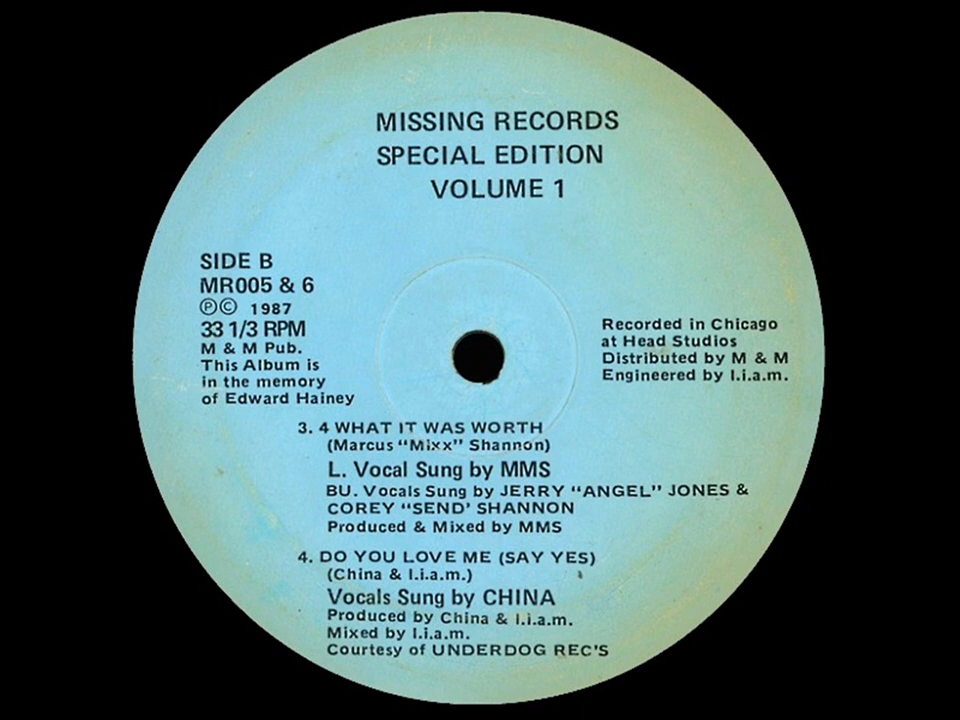 MISSING RECORDS
SPECIAL EDITION
VOLUME 1
SIDE B
MR005 & 6
ⓅⒸ 1987
33 1/3 RPM
M & M Pub.
This Album is
in the memory
of Edward Hainey
Recorded in Chicago
at Head Studios
Distributed by M & M
Engineered by l.i.a.m.
3. 4 WHAT IT WAS WORTH
(Marcus “Mixx” Shannon)
L. Vocal Sung by MMS
BU. Vocals Sung by JERRY “ANGEL” JONES &
COREY “SEND’ SHANNON
Produced & Mixed by MMS
4. DO YOU LOVE ME (SAY YES)
(China & l.i.a.m.)
Vocals Sung by CHINA
Produced by China & l.i.a.m.
Mixed by l.i.a.m.
Courtesy of UNDERDOG REC'S